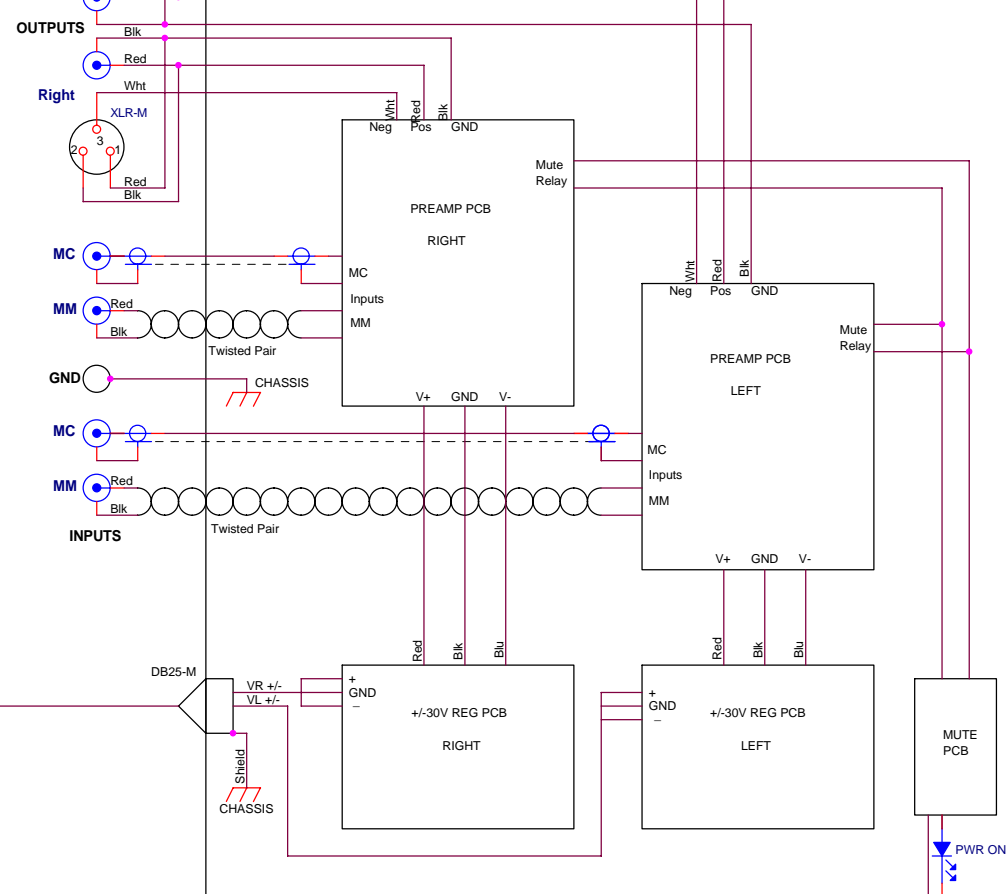 OUTPUTS
Blk
Red
Right
Wht
XLR-M
3
2
1
Red
Blk
Wht
Red
Blk
Neg
Pos
GND
Mute
Relay
PREAMP PCB
RIGHT
MC
MC
Inputs
MM
Red
MM
Blk
Twisted Pair
GND
CHASSIS
V+
GND
V-
Wht
Red
Blk
Neg
Pos
GND
Mute
Relay
PREAMP PCB
LEFT
MC
MC
Inputs
MM
Red
MM
Blk
Twisted Pair
INPUTS
V+
GND
V-
Red
Blk
Blu
Red
Blk
Blu
DB25-M
VR +/-
VL +/-
+
GND
–
+/-30V REG PCB
RIGHT
+
GND
–
+/-30V REG PCB
LEFT
MUTE
PCB
Shield
CHASSIS
PWR ON